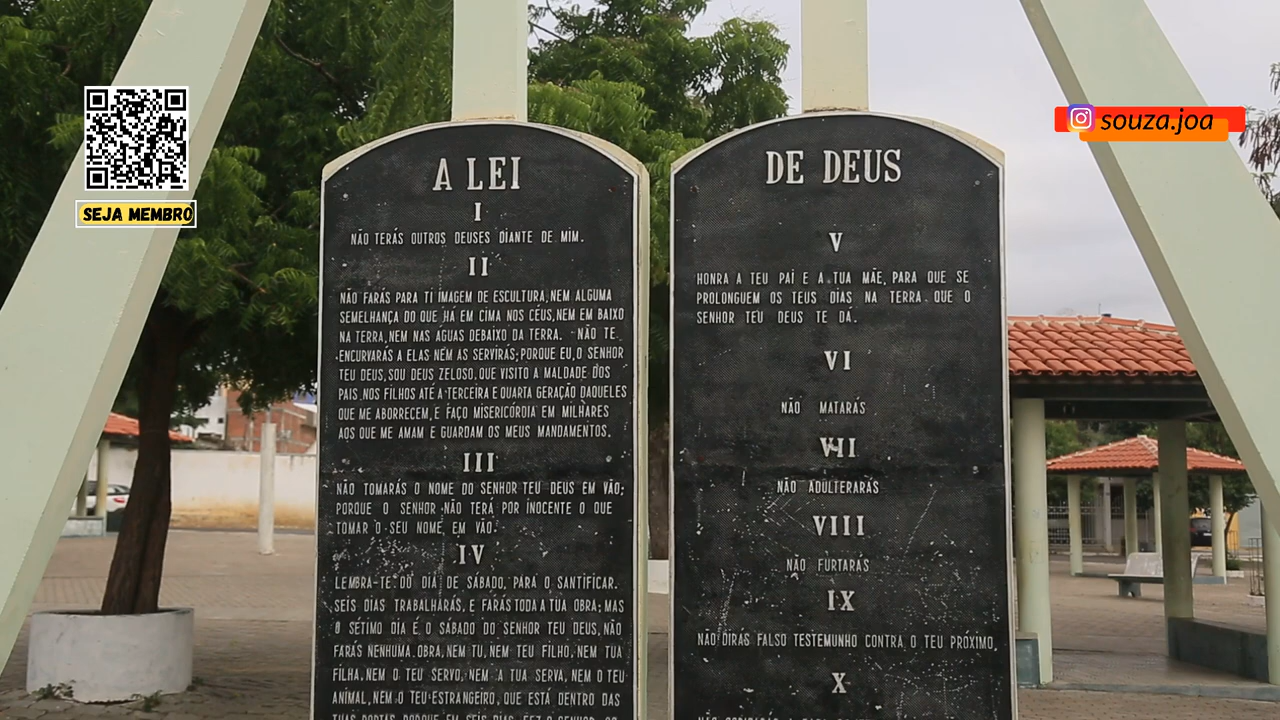 SEJA MEMBRO
souza.joa
A LEI
I
NÃO TERÁS OUTROS DEUSES DIANTE DE MIM.
II
NÃO FARÁS PARA TI IMAGEM DE ESCULTURA, NEM ALGUMA
SEMELHANÇA DO QUE HÁ EM CIMA NOS CÉUS, NEM EM BAIXO
NA TERRA, NEM NAS ÁGUAS DEBAIXO DA TERRA. NÃO TE
ENCURVARÁS A ELAS NEM AS SERVIRÁS; PORQUE EU, O SENHOR
TEU DEUS, SOU DEUS ZELOSO, QUE VISITO A MALDADE DOS
PAIS NOS FILHOS ATÉ A TERCEIRA E QUARTA GERAÇÃO DAQUELES
QUE ME ABORRECEM, E FAÇO MISERICÓRDIA EM MILHARES
AOS QUE ME AMAM E GUARDAM OS MEUS MANDAMENTOS.
III
NÃO TOMARÁS O NOME DO SENHOR TEU DEUS EM VÃO;
PORQUE O SENHOR NÃO TERÁ POR INOCENTE O QUE
TOMAR O SEU NOME EM VÃO.
IV
LEMBRA-TE DO DIA DE SÁBADO, PARA O SANTIFICAR.
SEIS DIAS TRABALHARÁS, E FARÁS TODA A TUA OBRA; MAS
O SÉTIMO DIA É O SÁBADO DO SENHOR TEU DEUS, NÃO
FARÁS NENHUMA OBRA, NEM TU, NEM TEU FILHO, NEM TUA
FILHA, NEM O TEU SERVO, NEM A TUA SERVA, NEM O TEU
ANIMAL, NEM O TEU ESTRANGEIRO, QUE ESTÁ DENTRO DAS
TUAS PORTAS PORQUE EM SEIS DIAS FEZ O SENHOR
DE DEUS
V
HONRA A TEU PAI E A TUA MÃE, PARA QUE SE
PROLONGUEM OS TEUS DIAS NA TERRA QUE O
SENHOR TEU DEUS TE DÁ.
VI
NÃO MATARÁS
VII
NÃO ADULTERARÁS
VIII
NÃO FURTARÁS
IX
NÃO DIRÁS FALSO TESTEMUNHO CONTRA O TEU PRÓXIMO.
X